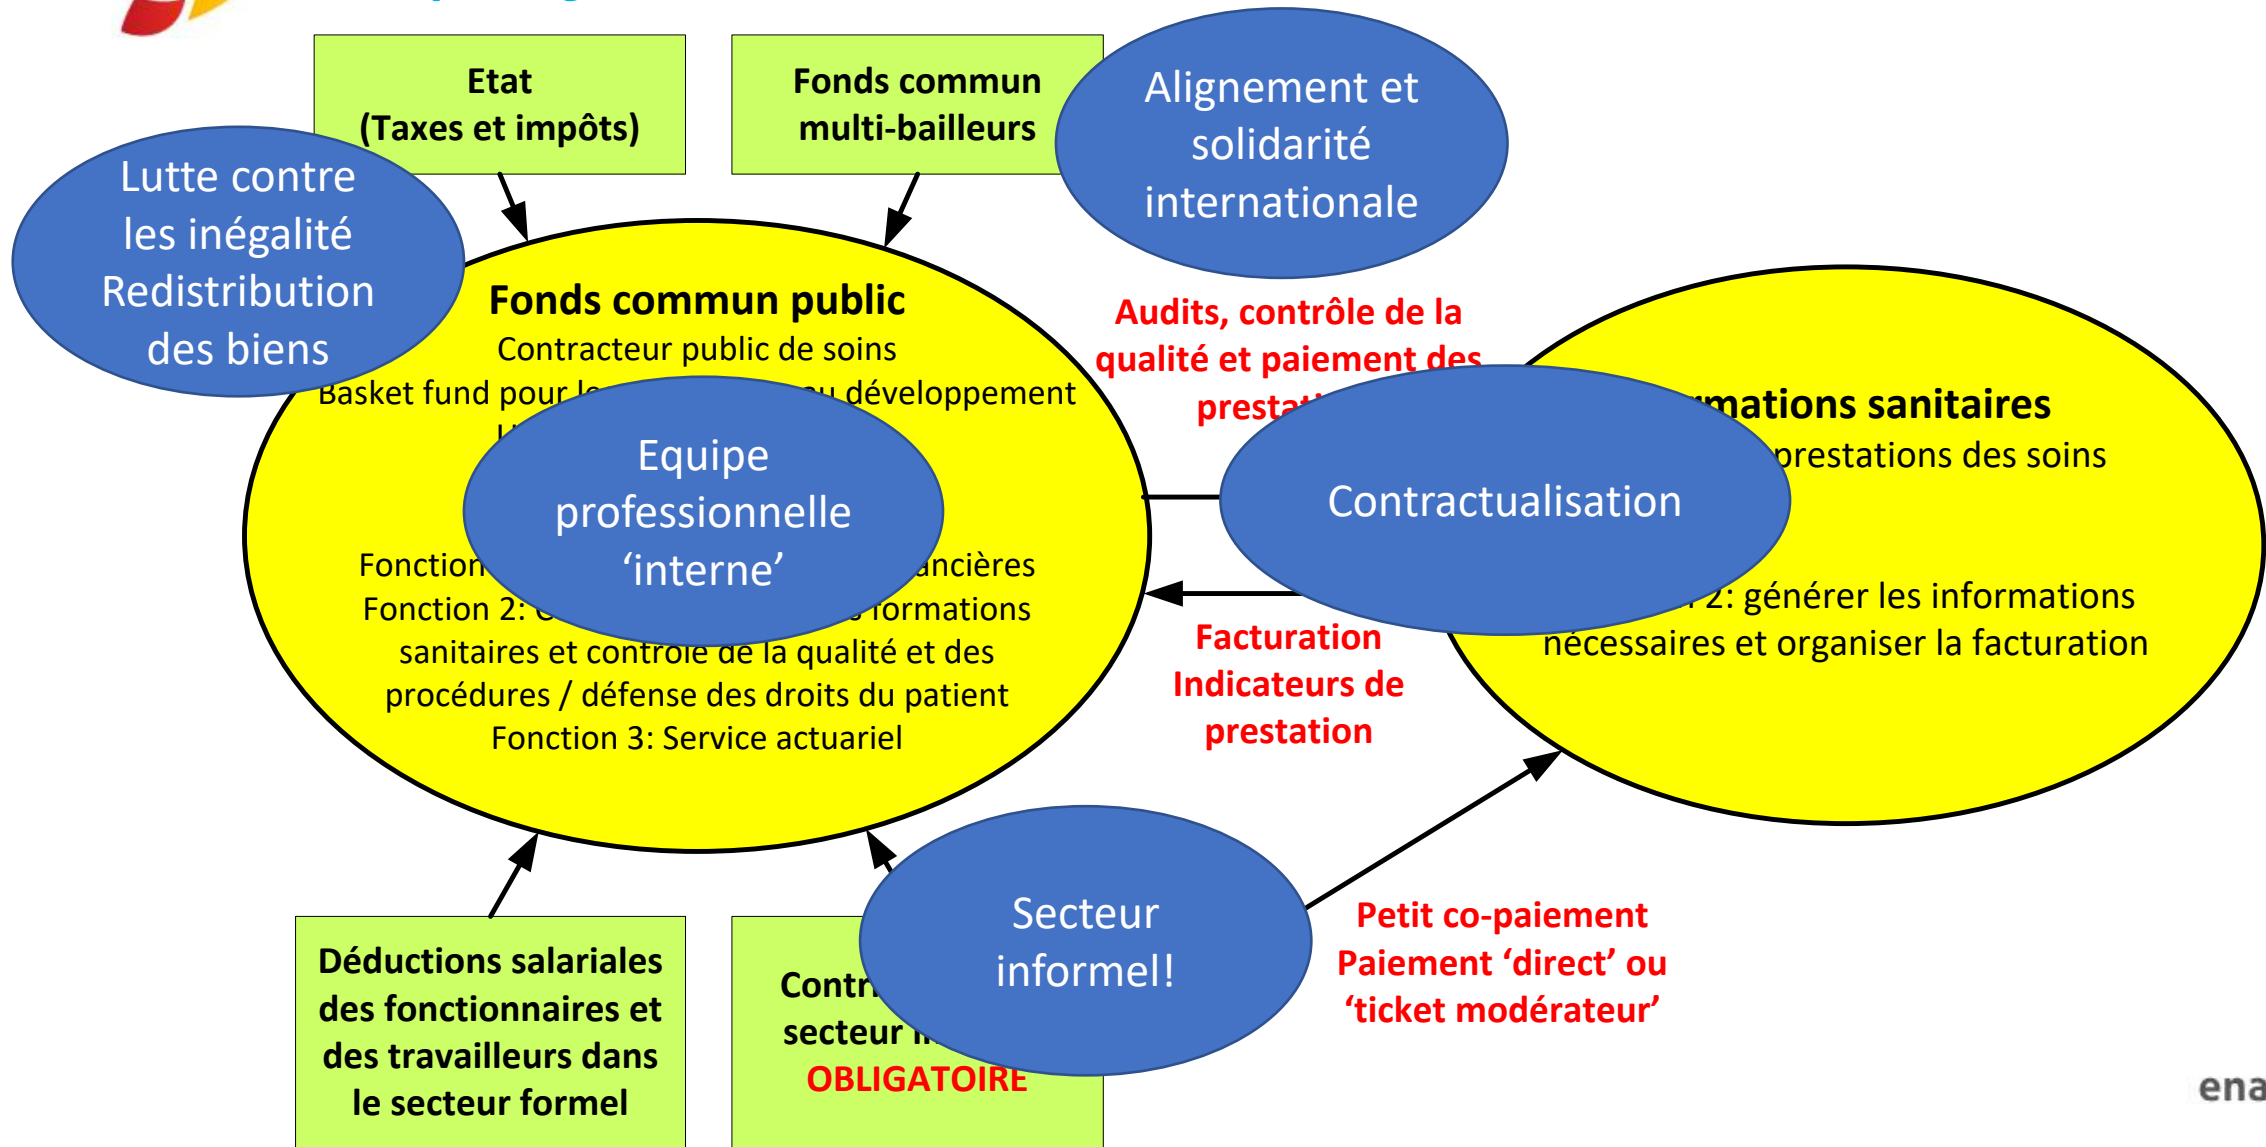 Etat
(Taxes et impôts)
Fonds commun
multi-bailleurs
Alignement et
solidarité
internationale
Lutte contre
les inégalité
Redistribution
des biens
Fonds commun public
Contracteur public de soins
Basket fund pour développement
Equipe
professionnelle
‘interne’
Fonction
Fonction 2: formations
sanitaires et contrôle de la qualité et des
procédures / défense des droits du patient
Fonction 3: Service actuariel
Audits, contrôle de la
qualité et paiement des
Contractualisation
sanitaires
prestations des soins
2: générer les informations
nécessaires et organiser la facturation
Facturation
Indicateurs de
prestation
Déductions salariales
des fonctionnaires et
des travailleurs dans
le secteur formel
secteur
OBLIGATOIRE
Secteur
informel!
Petit co-paiement
Paiement ‘direct’ ou
‘ticket modérateur’